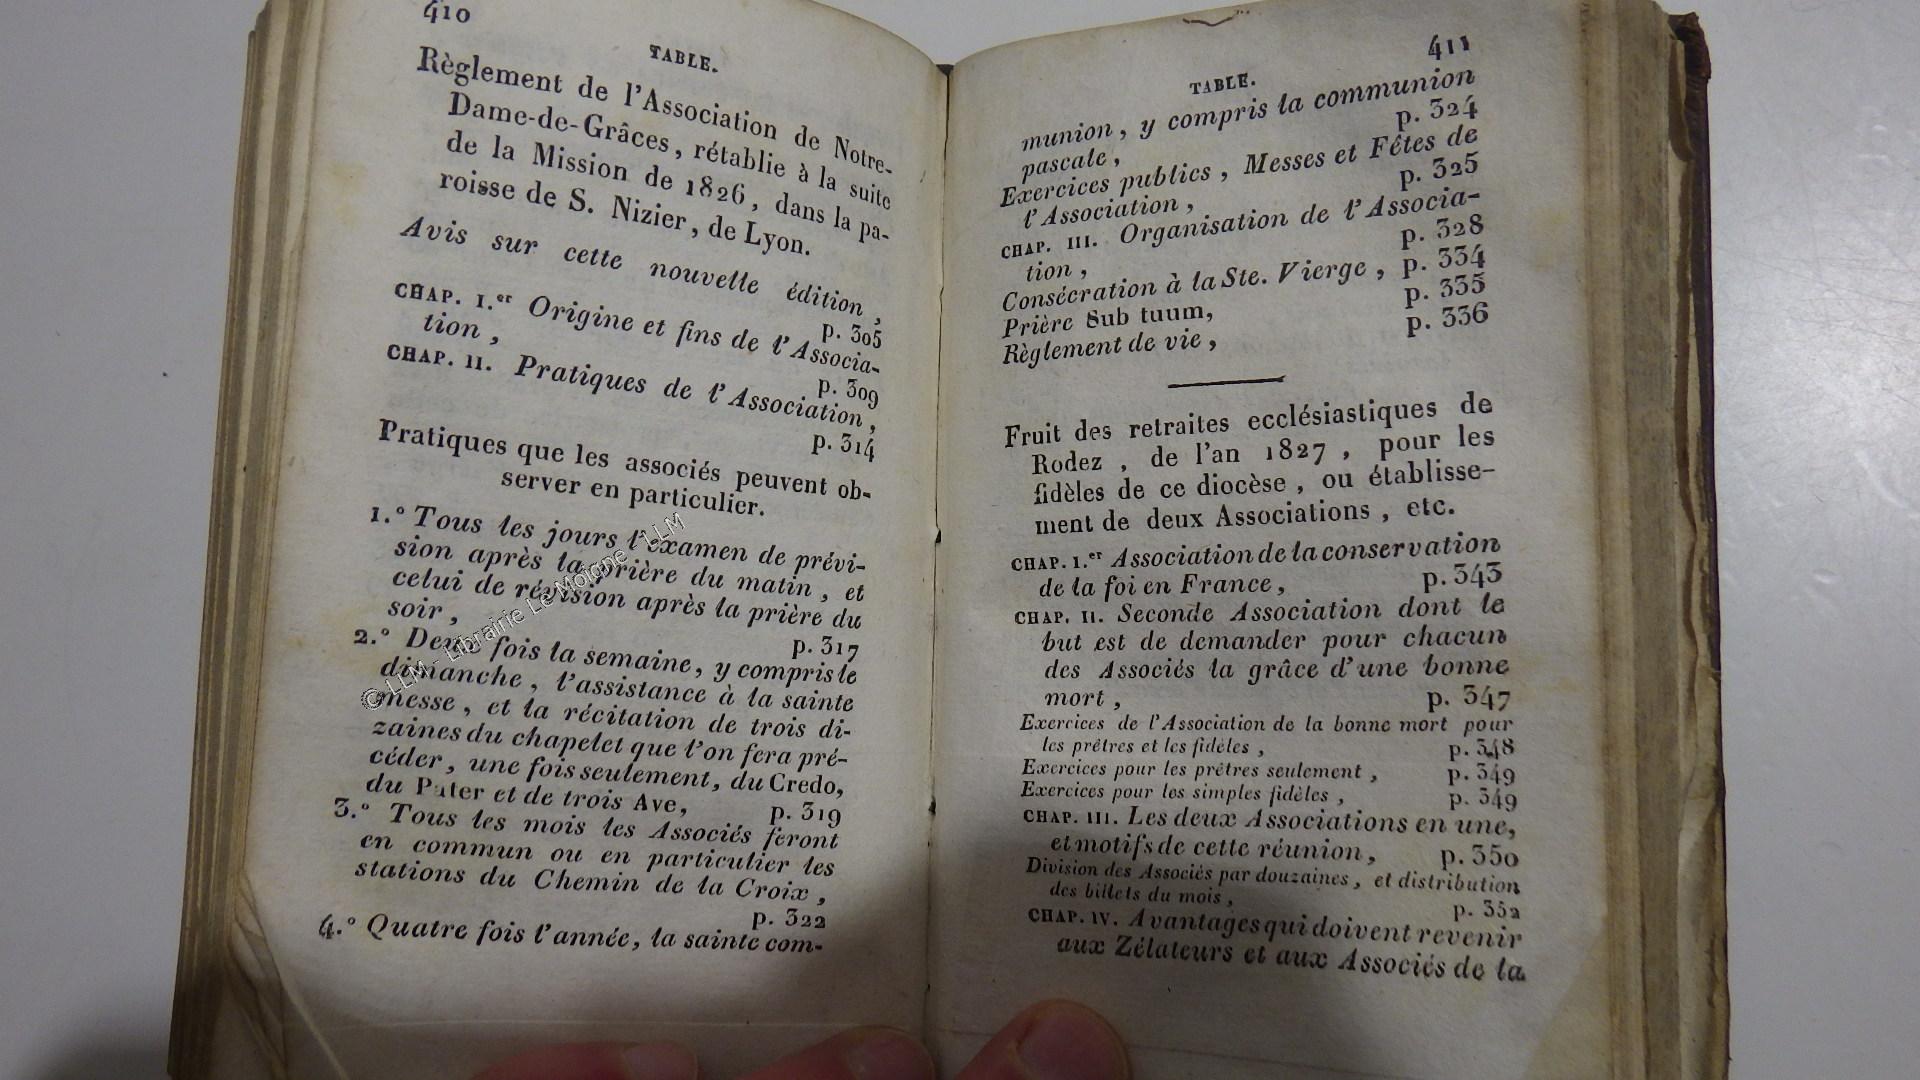 410
TABLE.
Règlement de l'Association de Notre-
Dame-de-Grâces, rétablie à la suite
de la Mission de 1826, dans la pa-
roisse de S. Nizier, de Lyon.
Avis sur cette nouvelle édition,
p. 305
CHAP. I.er Origine et fins de l'Associa-
tion,
p. 309
CHAP. II. Pratiques de l'Association,
p. 314
Pratiques que les associés peuvent ob-
server en particulier.
1.° Tous les jours l'examen de prévi-
sion après la prière du matin, et
celui de révision après la prière du
soir, p. 317
2.° Deux fois la semaine, y compris le
dimanche, l'assistance à la sainte
messe, et la récitation de trois di-
zaines du chapelet que l'on fera pré-
céder, une fois seulement, du Credo,
du Pater et de trois Ave, p. 319
3.° Tous les mois les Associés feront
en commun ou en particulier les
stations du Chemin de la Croix,
p. 322
4.° Quatre fois l'année, la sainte com-
© LLM - Librairie Le Moigne - LLM
411
TABLE.
munion, y compris la communion
pascale, p. 324
Exercices publics, Messes et Fêtes de
l'Association, p. 325
CHAP. III. Organisation de l'Associa-
tion, p. 328
Consécration à la Ste. Vierge, p. 334
Prière Sub tuum, p. 335
Règlement de vie, p. 336
Fruit des retraites ecclésiastiques de
Rodez, de l'an 1827, pour les
fidèles de ce diocèse, ou établisse-
ment de deux Associations, etc.
CHAP. I.er Association de la conservation
de la foi en France, p. 343
CHAP. II. Seconde Association dont le
but est de demander pour chacun
des Associés la grâce d'une bonne
mort, p. 347
Exercices de l'Association de la bonne mort pour
les prêtres et les fidèles, p. 348
Exercices pour les prêtres seulement, p. 349
Exercices pour les simples fidèles, p. 349
CHAP. III. Les deux Associations en une,
et motifs de cette réunion, p. 350
Division des Associés par douzaines, et distribution
des billets du mois, p. 352
CHAP. IV. Avantages qui doivent revenir
aux Zélateurs et aux Associés de la